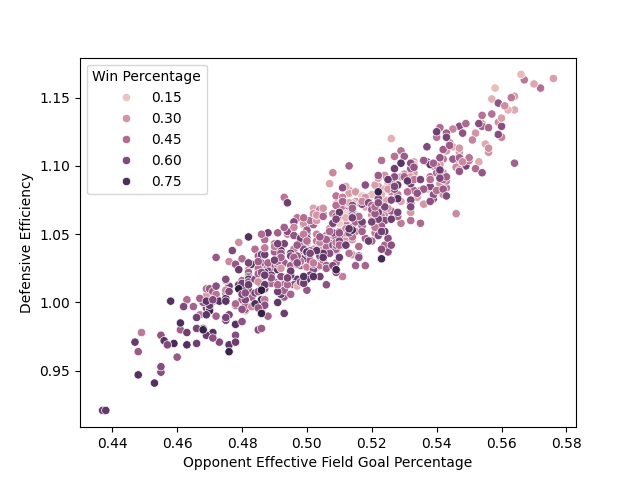 Win Percentage
0.15
0.30
0.45
0.60
0.75
1.15
1.10
1.05
1.00
0.95
Defensive Efficiency
0.44 0.46 0.48 0.50 0.52 0.54 0.56 0.58
Opponent Effective Field Goal Percentage